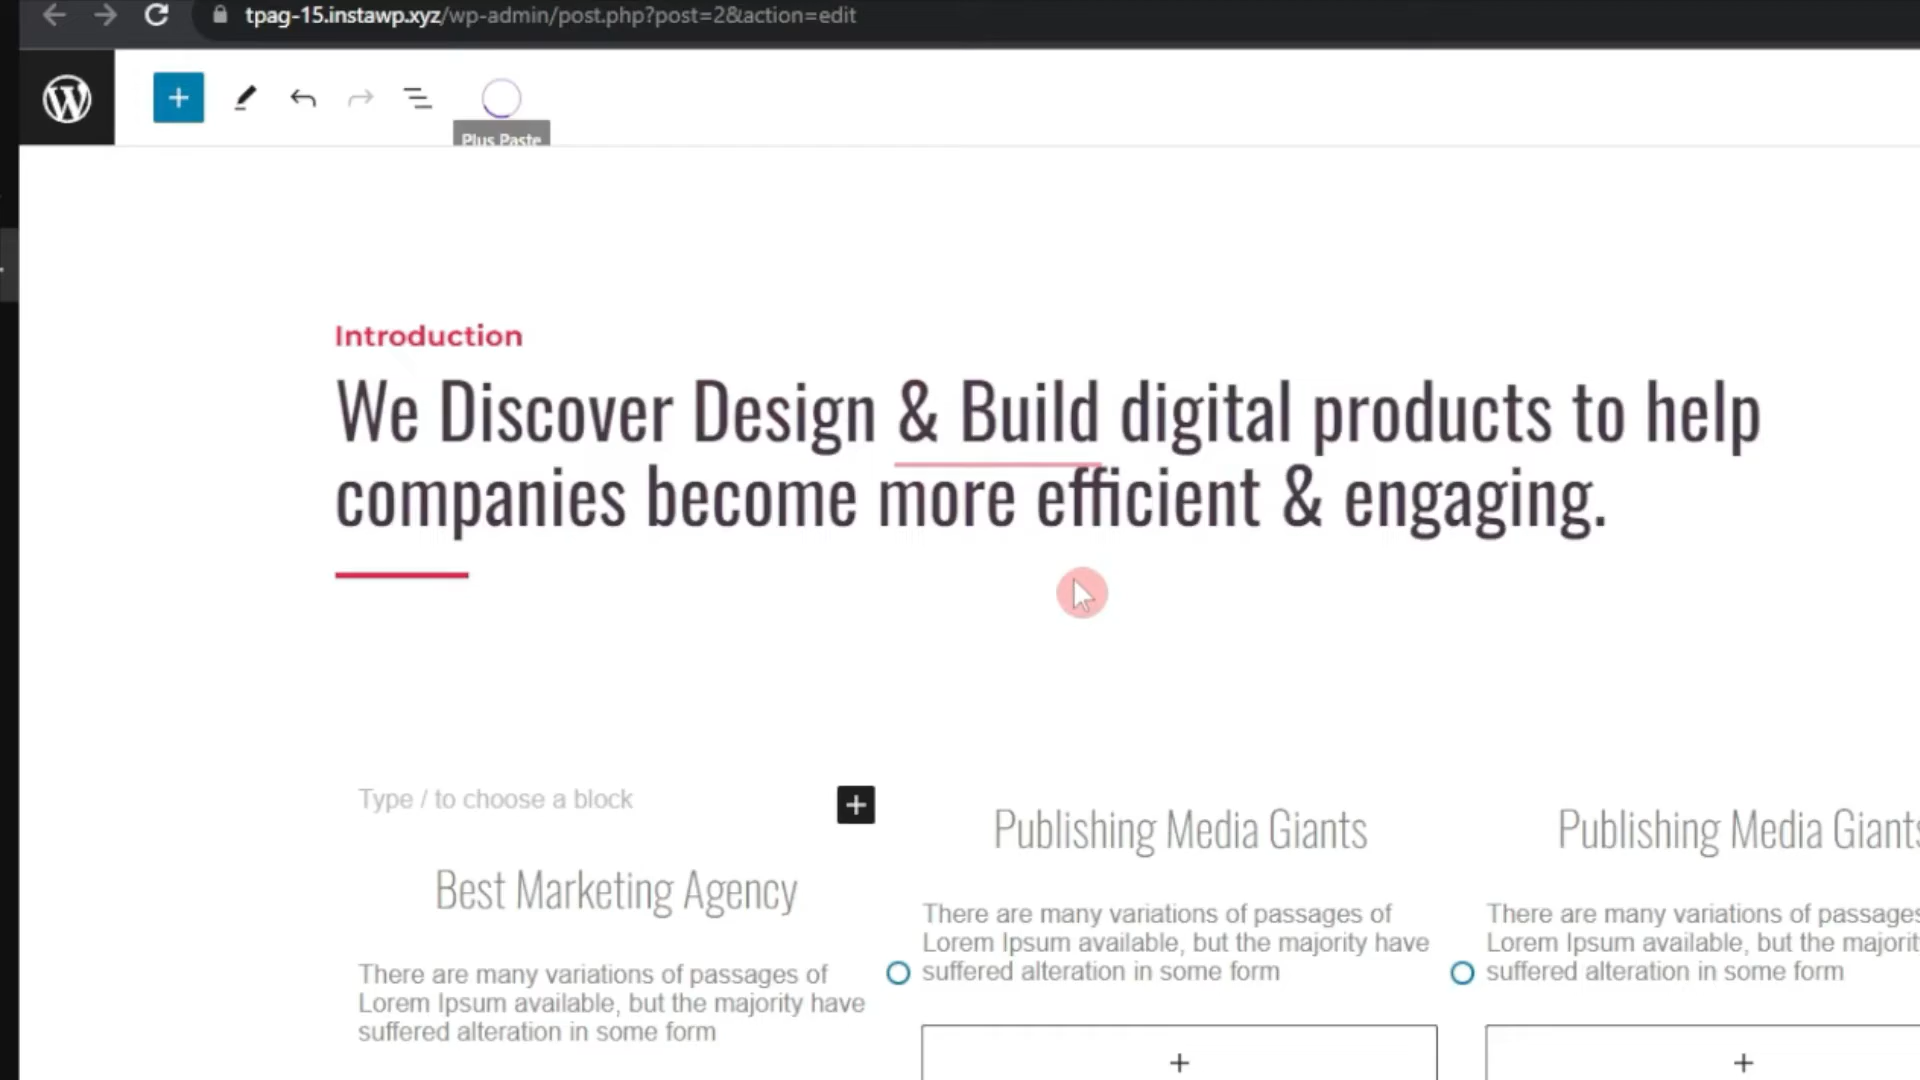 tpag-15.instawp.xyz/wp-admin/post.php?post=2&action=edit
Plus Paste
Introduction
We Discover Design & Build digital products to help
companies become more efficient & engaging.
Type / to choose a block
Best Marketing Agency
There are many variations of passages of
Lorem Ipsum available, but the majority have
suffered alteration in some form
Publishing Media Giants
There are many variations of passages of
Lorem Ipsum available, but the majority have
suffered alteration in some form
Publishing Media Giants
There are many variations of passages
Lorem Ipsum available, but the majorit
suffered alteration in some form